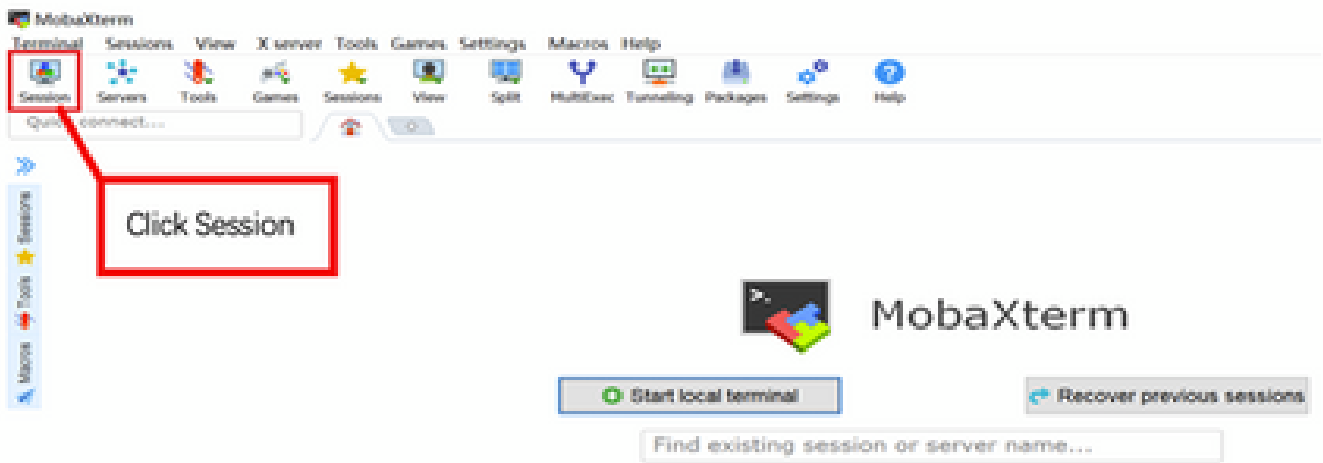 MobaXterm
Terminal Sessions View X server Tools Games Settings Macros Help
Session Servers Tools Games Sessions View Split MultiExec Tunneling Packages Settings Help
Quick connect...
Click Session
Sessions
Tools
Macros
>.
MobaXterm
Start local terminal Recover previous sessions
Find existing session or server name...